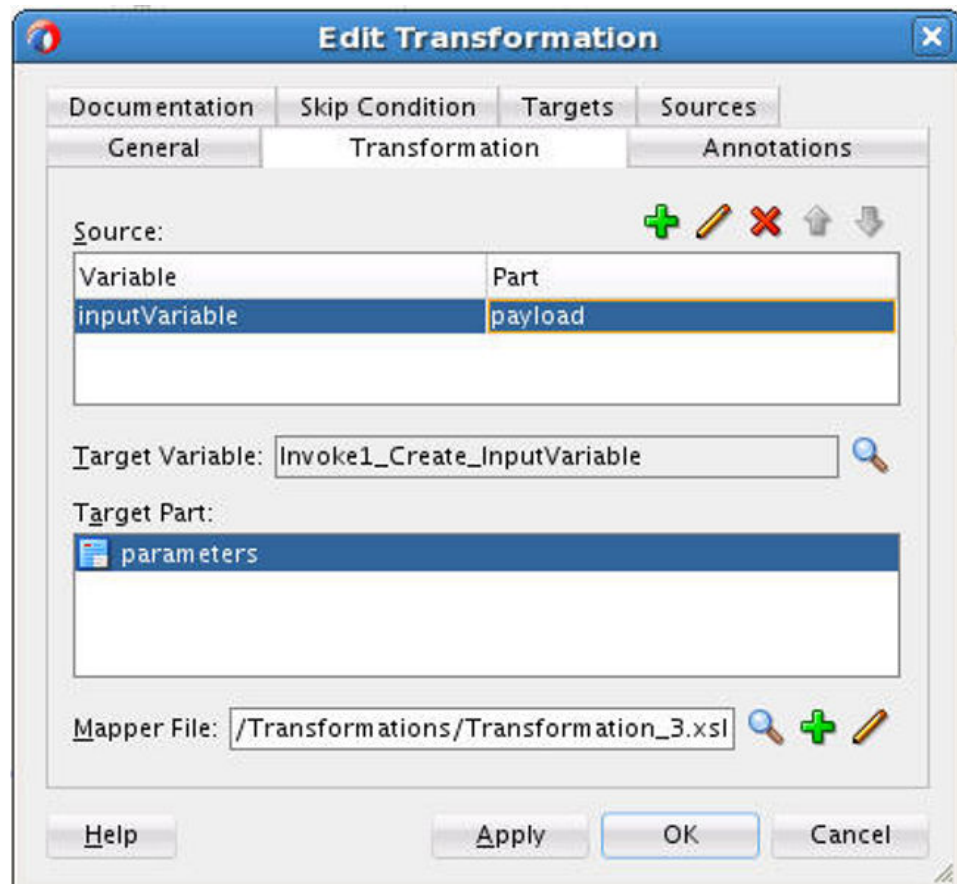 Edit Transformation
Documentation Skip Condition Targets Sources
General Transformation Annotations
Source:
Variable Part
inputVariable payload
Target Variable: Invoke1_Create_InputVariable
Target Part:
parameters
Mapper File: /Transformations/Transformation_3.xsl
Help Apply OK Cancel